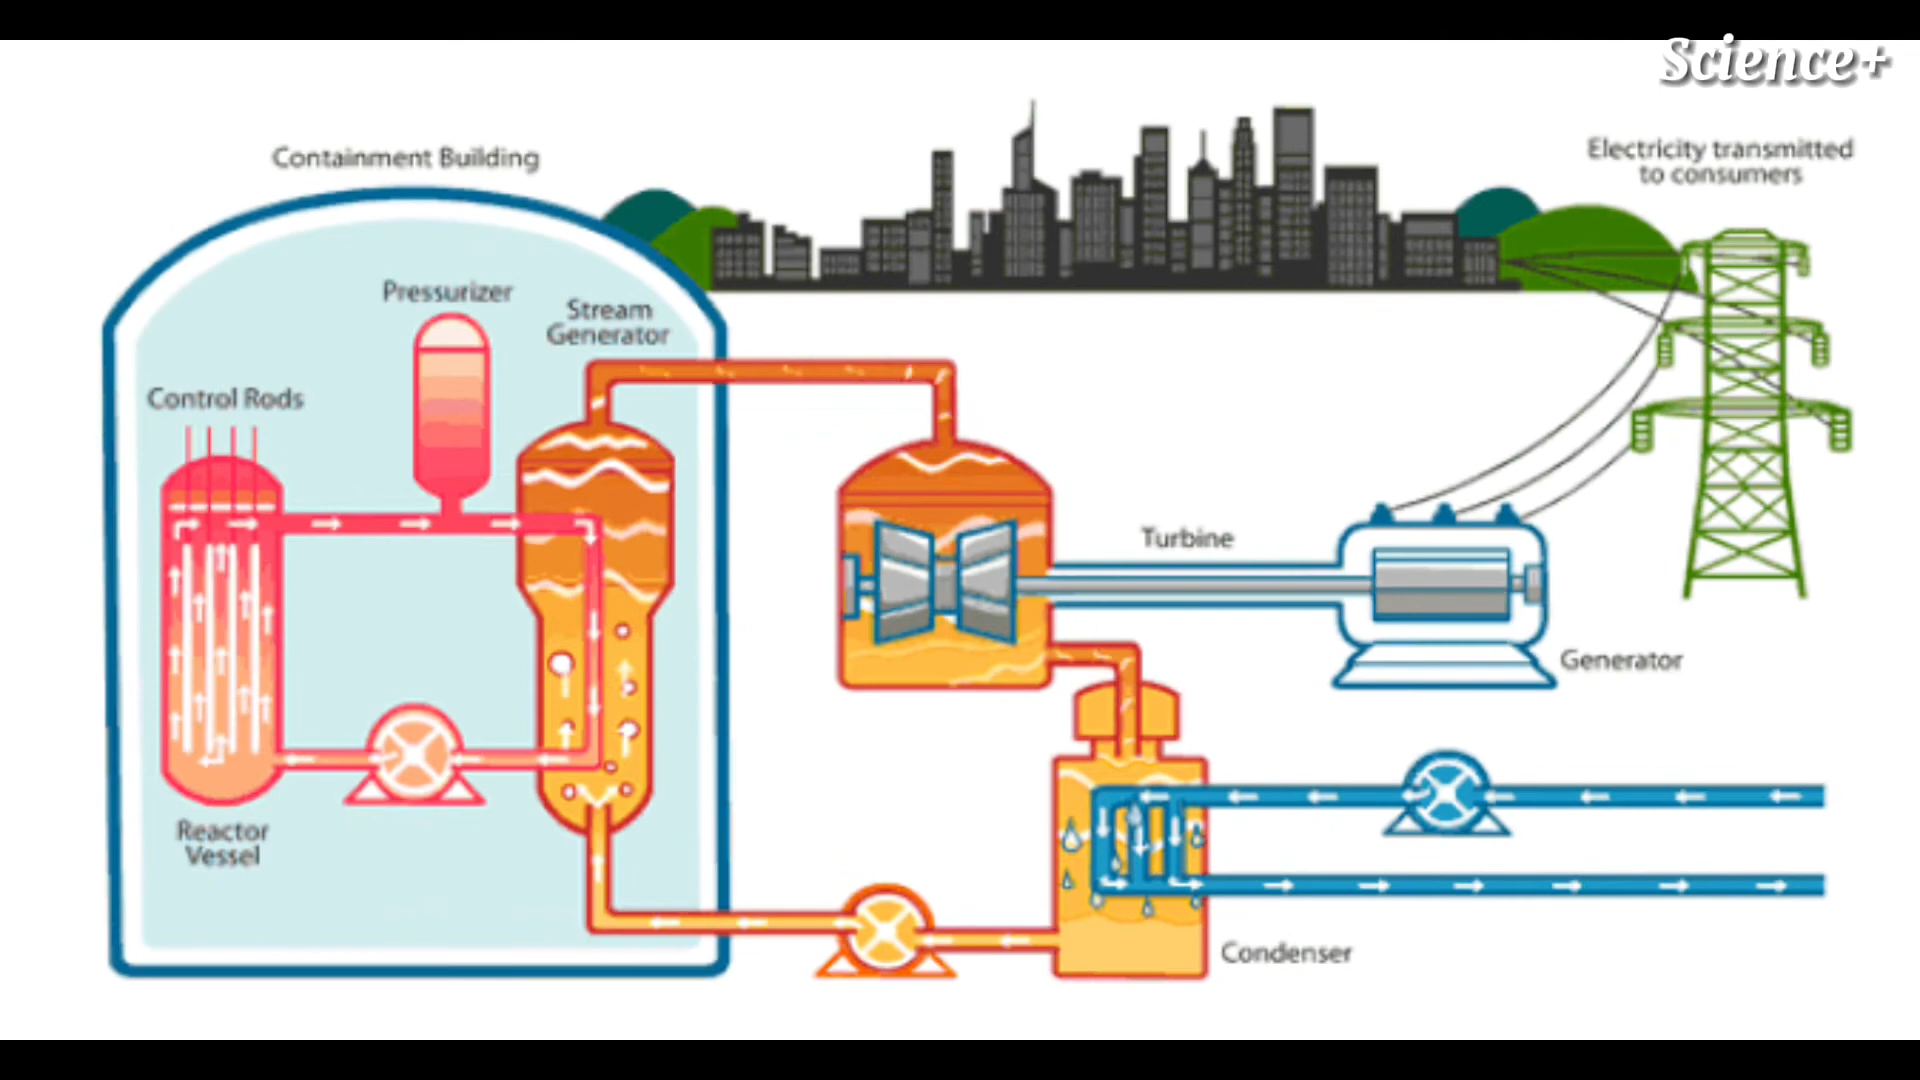 Science+
Containment Building
Electricity transmitted
to consumers
Pressurizer
Stream
Generator
Control Rods
Turbine
Generator
Reactor
Vessel
Condenser